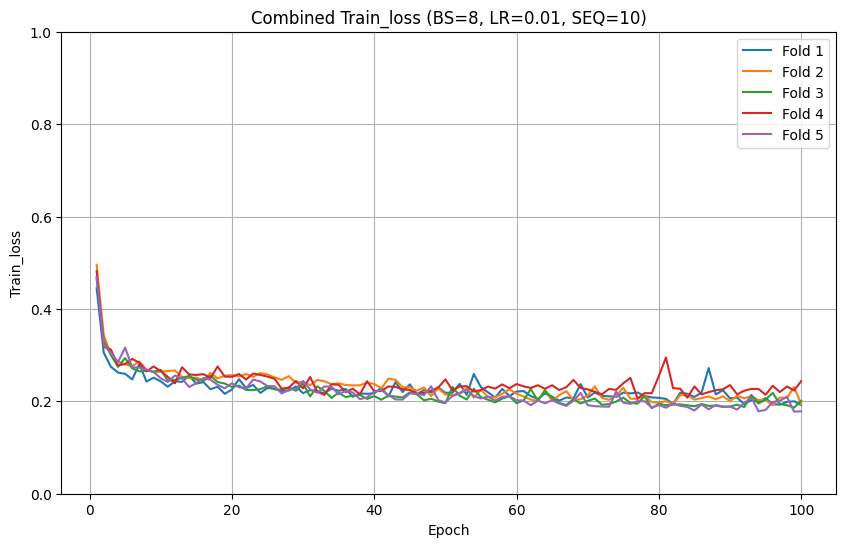 Combined Train_loss (BS=8, LR=0.01, SEQ=10)
1.0
0.8
0.6
0.4
0.2
0.0
Train_loss
Fold 1
Fold 2
Fold 3
Fold 4
Fold 5
0 20 40 60 80 100
Epoch